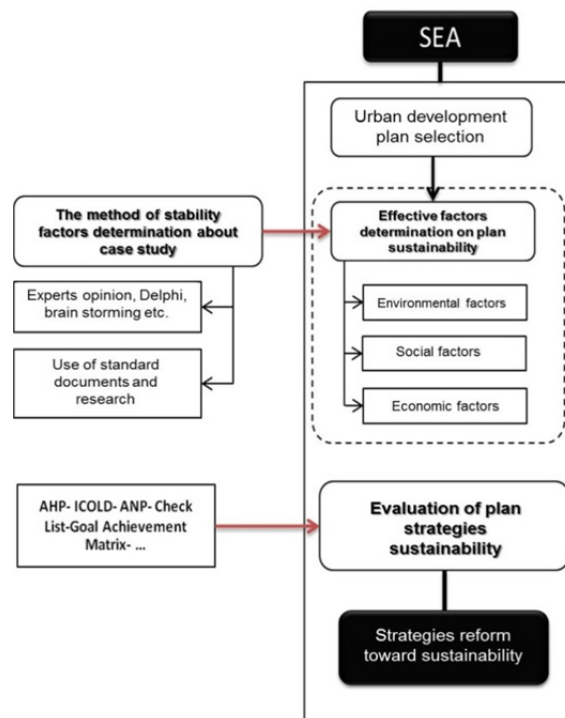 SEA
Urban development
plan selection
The method of stability
factors determination about
case study
Effective factors
determination on plan
sustainability
Experts opinion, Delphi,
brain storming etc.
Environmental factors
Use of standard
documents and
research
Social factors
Economic factors
AHP- ICOLD- ANP- Check
List-Goal Achievement
Matrix- ...
Evaluation of plan
strategies
sustainability
Strategies reform
toward sustainability